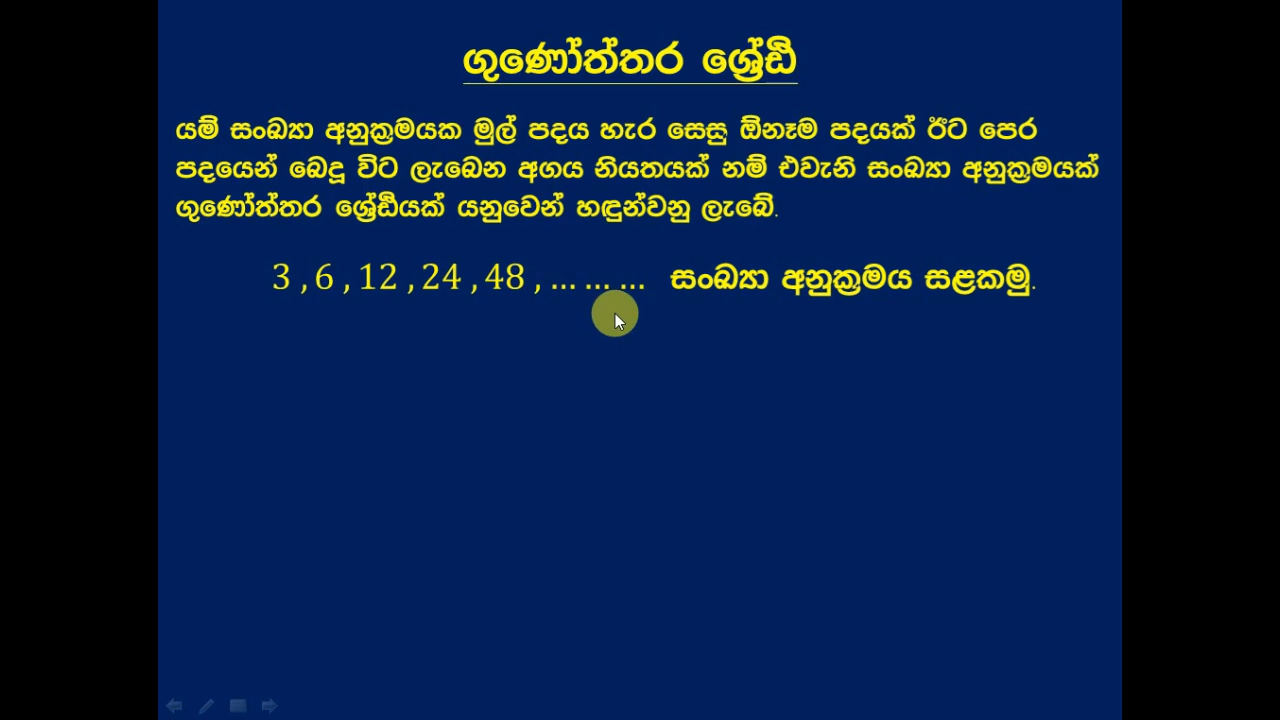 ගුණෝත්තර ශ්‍රේඪි
යම් සංඛ්‍යා අනුක්‍රමයක මුල් පදය හැර සෙසු ඕනෑම පදයක් ඊට පෙර
පදයෙන් බෙදූ විට ලැබෙන අගය නියතයක් නම් එවැනි සංඛ්‍යා අනුක්‍රමයක්
ගුණෝත්තර ශ්‍රේඪියක් යනුවෙන් හඳුන්වනු ලැබේ.
3 , 6 , 12 , 24 , 48 , … … … සංඛ්‍යා අනුක්‍රමය සළකමු.